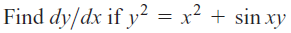 Find dy/dx if y² = x² + sin xy